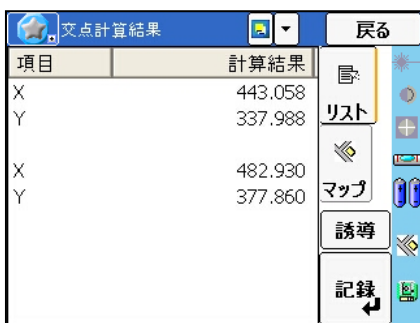 交点計算結果
戻る
項目 計算結果
X 443.058
Y 337.988
X 482.930
Y 377.860
リスト
マップ
誘導
記録